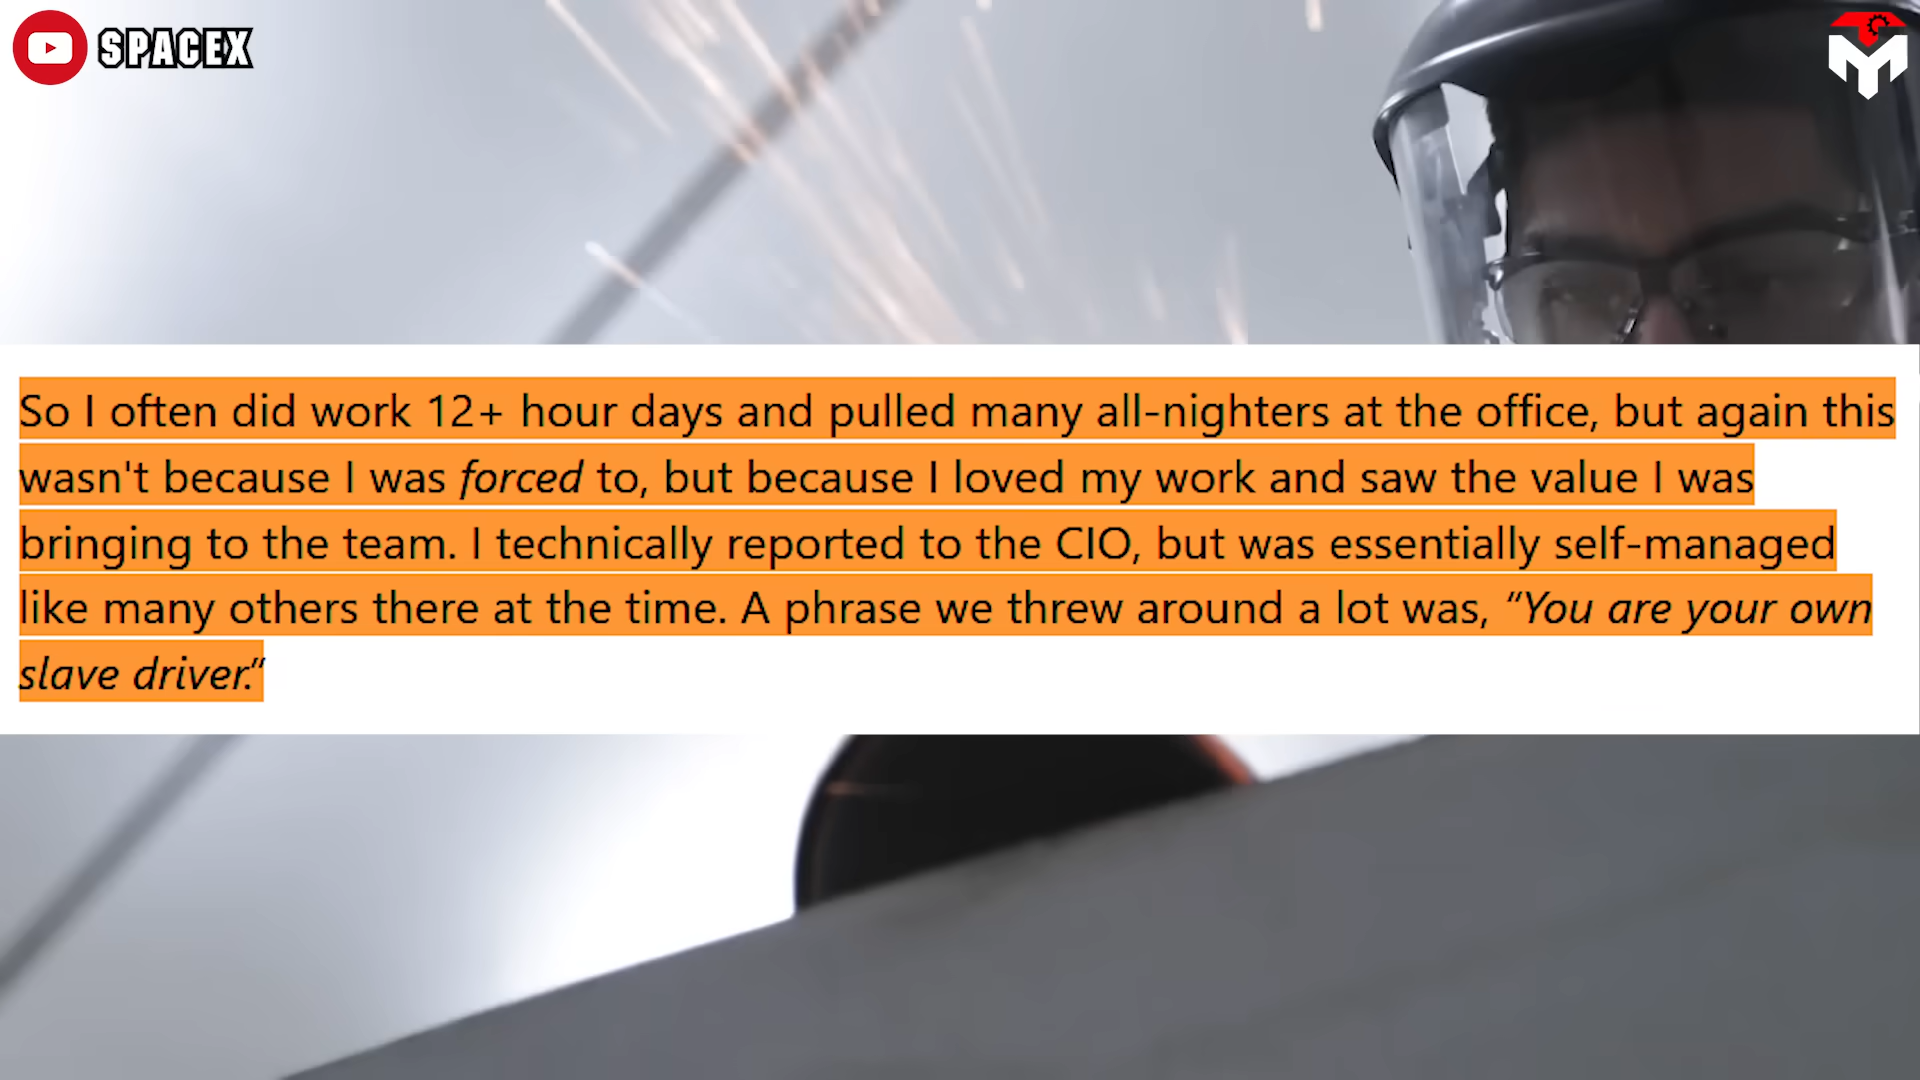 SPACEX
So I often did work 12+ hour days and pulled many all-nighters at the office, but again this
wasn't because I was forced to, but because I loved my work and saw the value I was
bringing to the team. I technically reported to the CIO, but was essentially self-managed
like many others there at the time. A phrase we threw around a lot was, “You are your own
slave driver.”